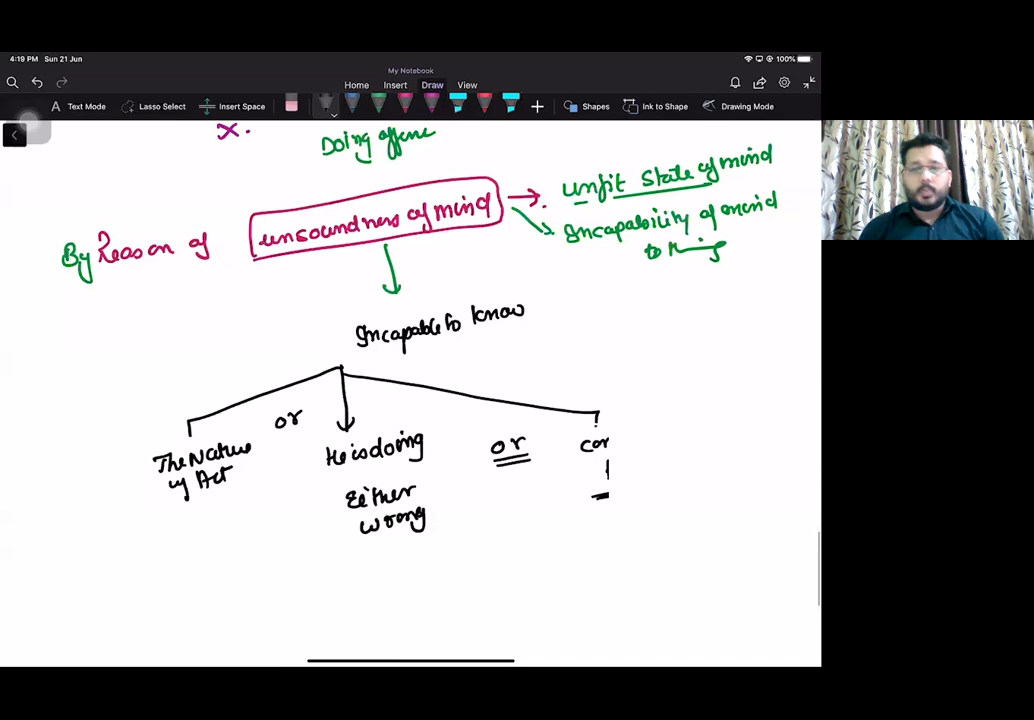 4:19 PM Sun 21 Jun
100%
My Notebook
Home Insert Draw View
Text Mode Lasso Select Insert Space Shapes Ink to Shape Drawing Mode
x.
Doing offence
By Reason of unsoundness of mind
unfit State of mind
Incapability of mind
to
Incapable to know
The Nature
of Act
or
He is doing
Either
wrong
or
con